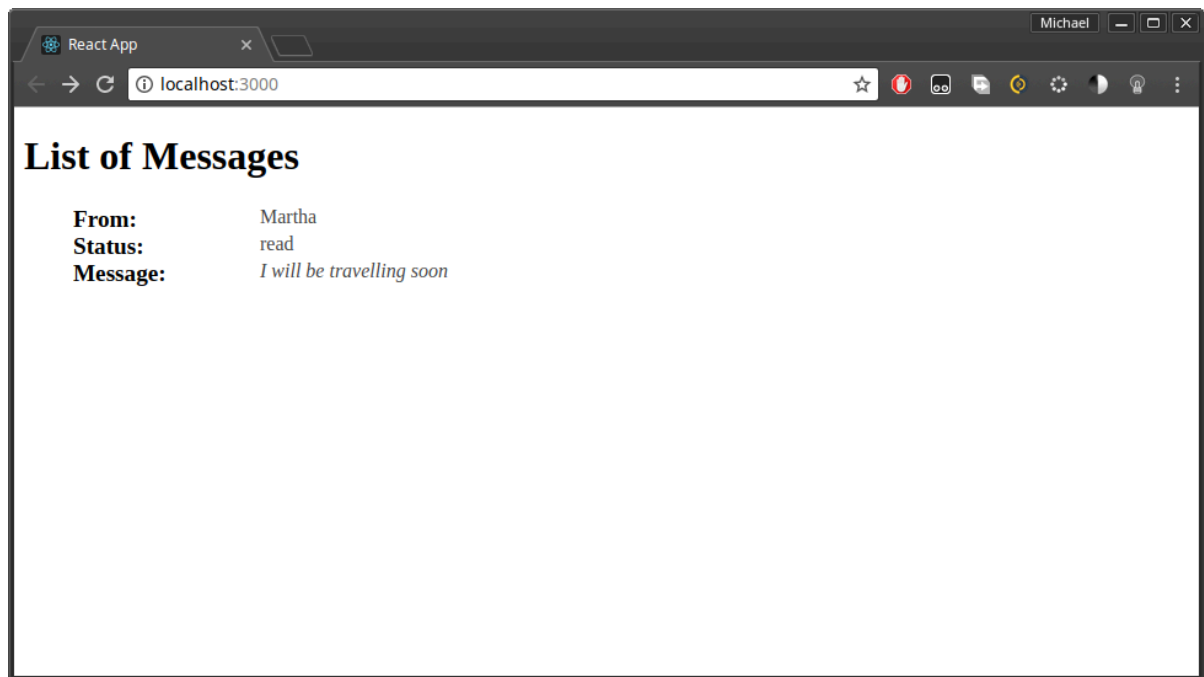 Michael
React App
localhost:3000
List of Messages
From: Martha
Status: read
Message: I will be travelling soon